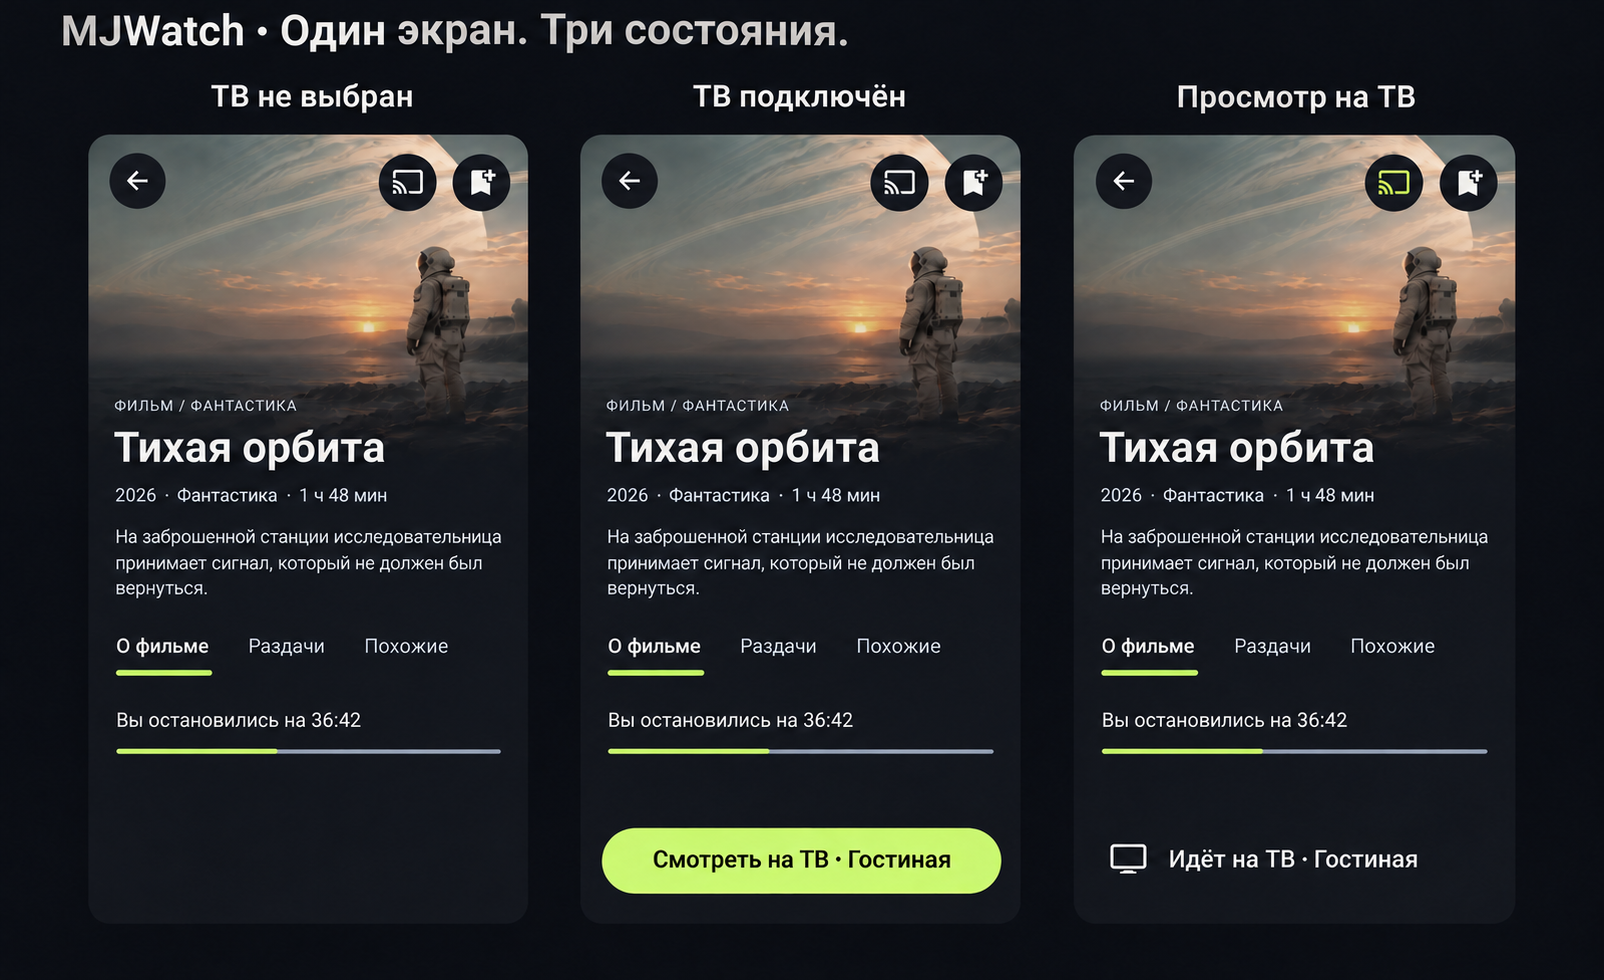 MJWatch • Один экран. Три состояния.
ТВ не выбран
ФИЛЬМ / ФАНТАСТИКА
Тихая орбита
2026 · Фантастика · 1 ч 48 мин
На заброшенной станции исследовательница
принимает сигнал, который не должен был
вернуться.
О фильме Раздачи Похожие
Вы остановились на 36:42
ТВ подключён
ФИЛЬМ / ФАНТАСТИКА
Тихая орбита
2026 · Фантастика · 1 ч 48 мин
На заброшенной станции исследовательница
принимает сигнал, который не должен был
вернуться.
О фильме Раздачи Похожие
Вы остановились на 36:42
Смотреть на ТВ • Гостиная
Просмотр на ТВ
ФИЛЬМ / ФАНТАСТИКА
Тихая орбита
2026 · Фантастика · 1 ч 48 мин
На заброшенной станции исследовательница
принимает сигнал, который не должен был
вернуться.
О фильме Раздачи Похожие
Вы остановились на 36:42
Идёт на ТВ • Гостиная